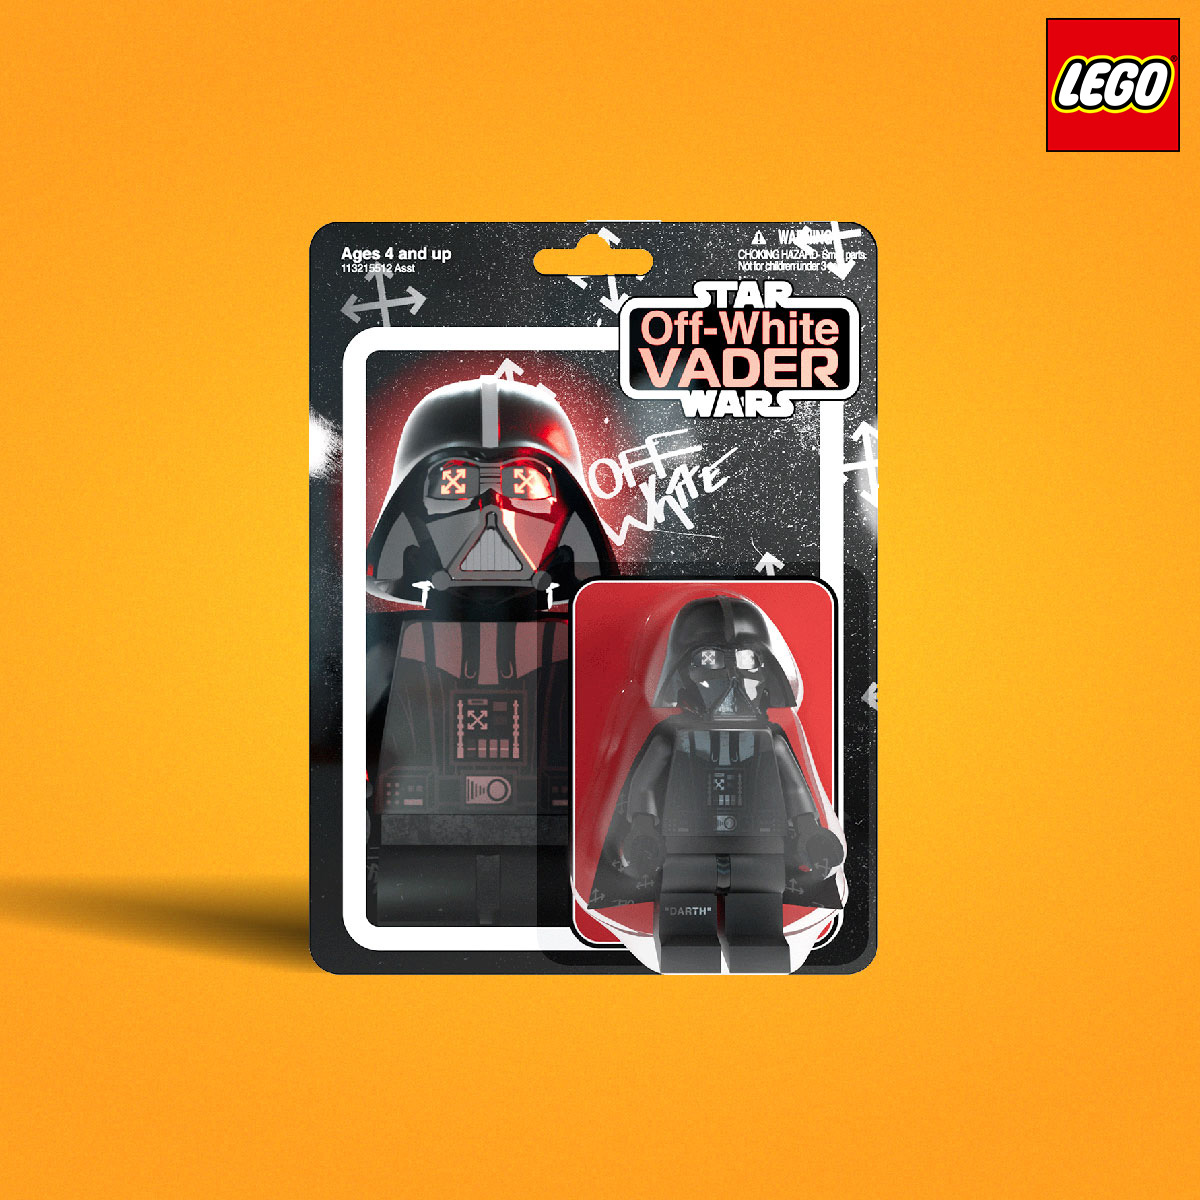 LEGO
Ages 4 and up
113215512 Asst
WARNING
CHOKING HAZARD- Small parts.
Not for children under 3
STAR
Off-White
VADER
WARS
OFF
WHITE
"DARTH"